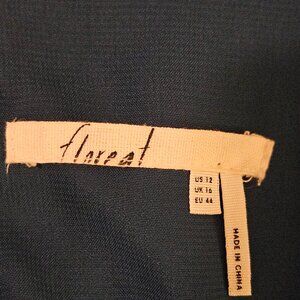 floreat
US 12
UK 16
EU 44
MADE IN CHINA